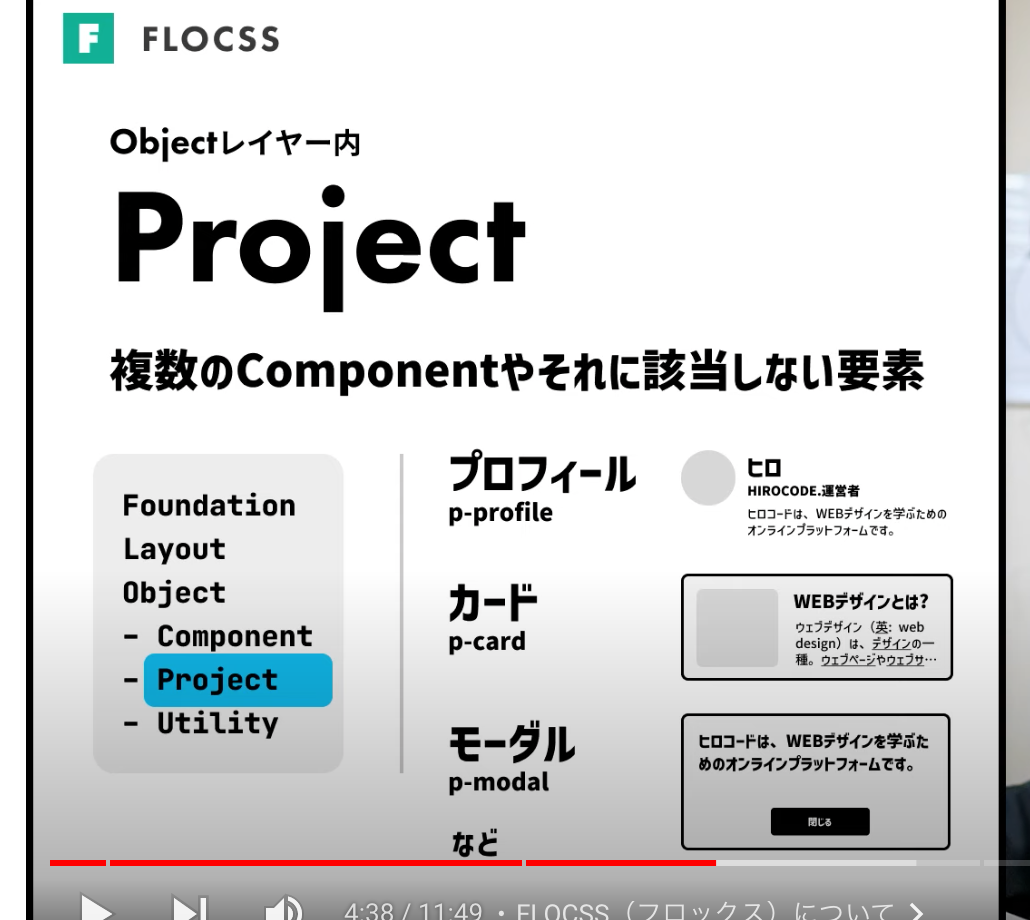 F FLOCSS
Objectレイヤー内
Project
複数のComponentやそれに該当しない要素
Foundation
Layout
Object
- Component
- Project
- Utility
プロフィール
p-profile
ヒロ
HIROCODE.運営者
ヒロコードは、WEBデザインを学ぶための
オンラインプラットフォームです。
カード
p-card
WEBデザインとは?
ウェブデザイン（英: web
design）は、デザインの一
種。ウェブページやウェブサ…
モーダル
p-modal
ヒロコードは、WEBデザインを学ぶた
めのオンラインプラットフォームです。
閉じる
など
4:38 / 11:49 ・ FLOCSS（フロックス）について